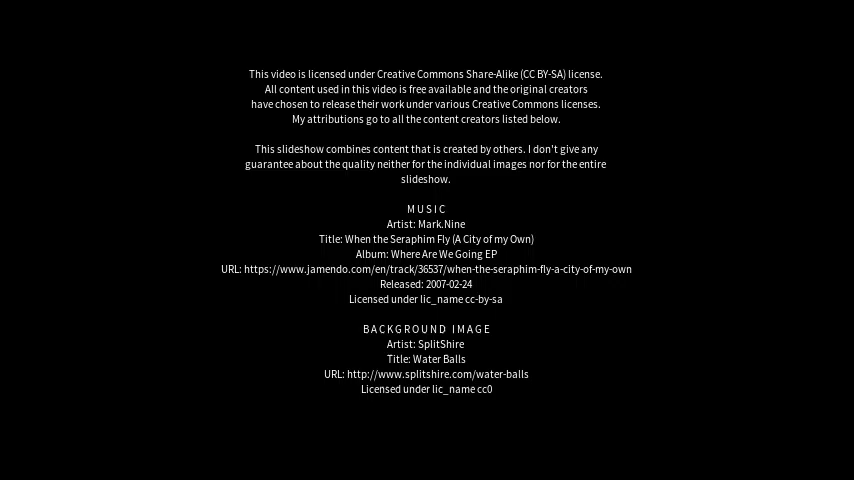 This video is licensed under Creative Commons Share-Alike (CC BY-SA) license.
All content used in this video is free available and the original creators
have chosen to release their work under various Creative Commons licenses.
My attributions go to all the content creators listed below.
This slideshow combines content that is created by others. I don't give any
guarantee about the quality neither for the individual images nor for the entire
slideshow.
MUSIC
Artist: Mark.Nine
Title: When the Seraphim Fly (A City of my Own)
Album: Where Are We Going EP
URL: https://www.jamendo.com/en/track/36537/when-the-seraphim-fly-a-city-of-my-own
Released: 2007-02-24
Licensed under lic_name cc-by-sa
BACKGROUND IMAGE
Artist: SplitShire
Title: Water Balls
URL: http://www.splitshire.com/water-balls
Licensed under lic_name cc0